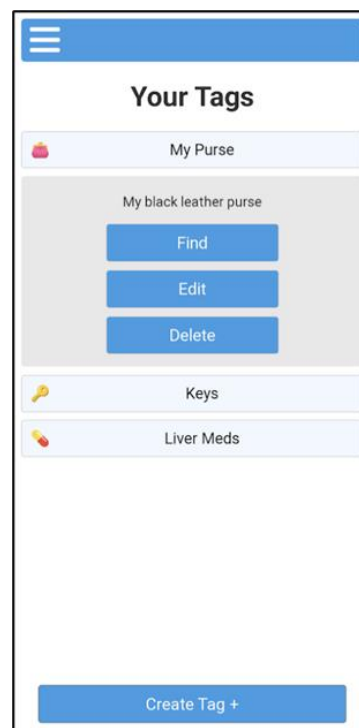 Your Tags
My Purse
My black leather purse
Find
Edit
Delete
Keys
Liver Meds
Create Tag +